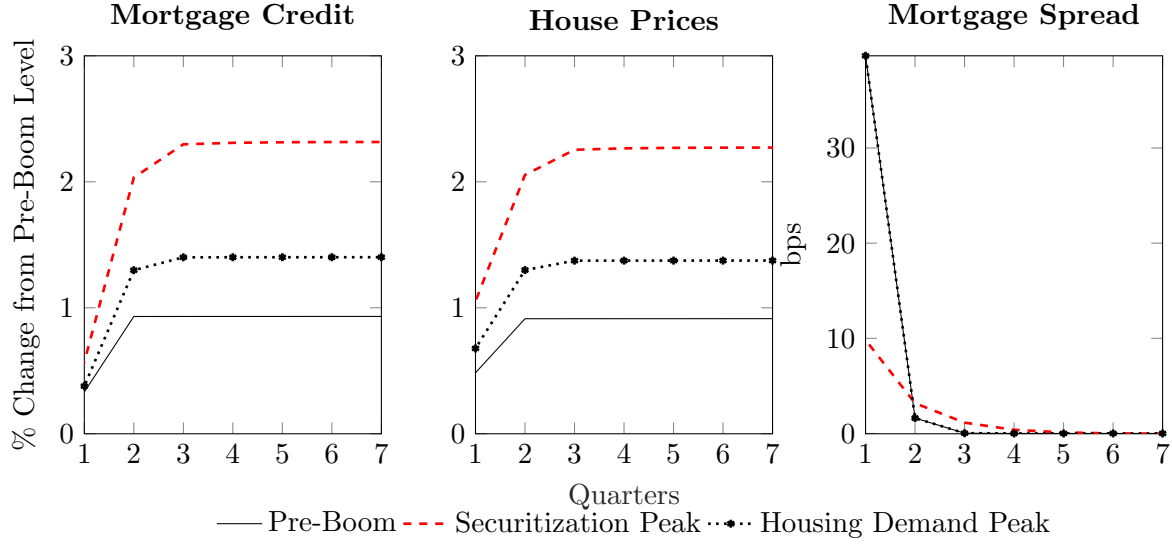 Mortgage Credit
House Prices
Mortgage Spread
% Change from Pre-Boom Level
3
2
1
0
1 2 3 4 5 6 7
3
2
1
0
1 2 3 4 5 6 7
Quarters
bps
30
20
10
0
1 2 3 4 5 6 7
Pre-Boom Securitization Peak Housing Demand Peak